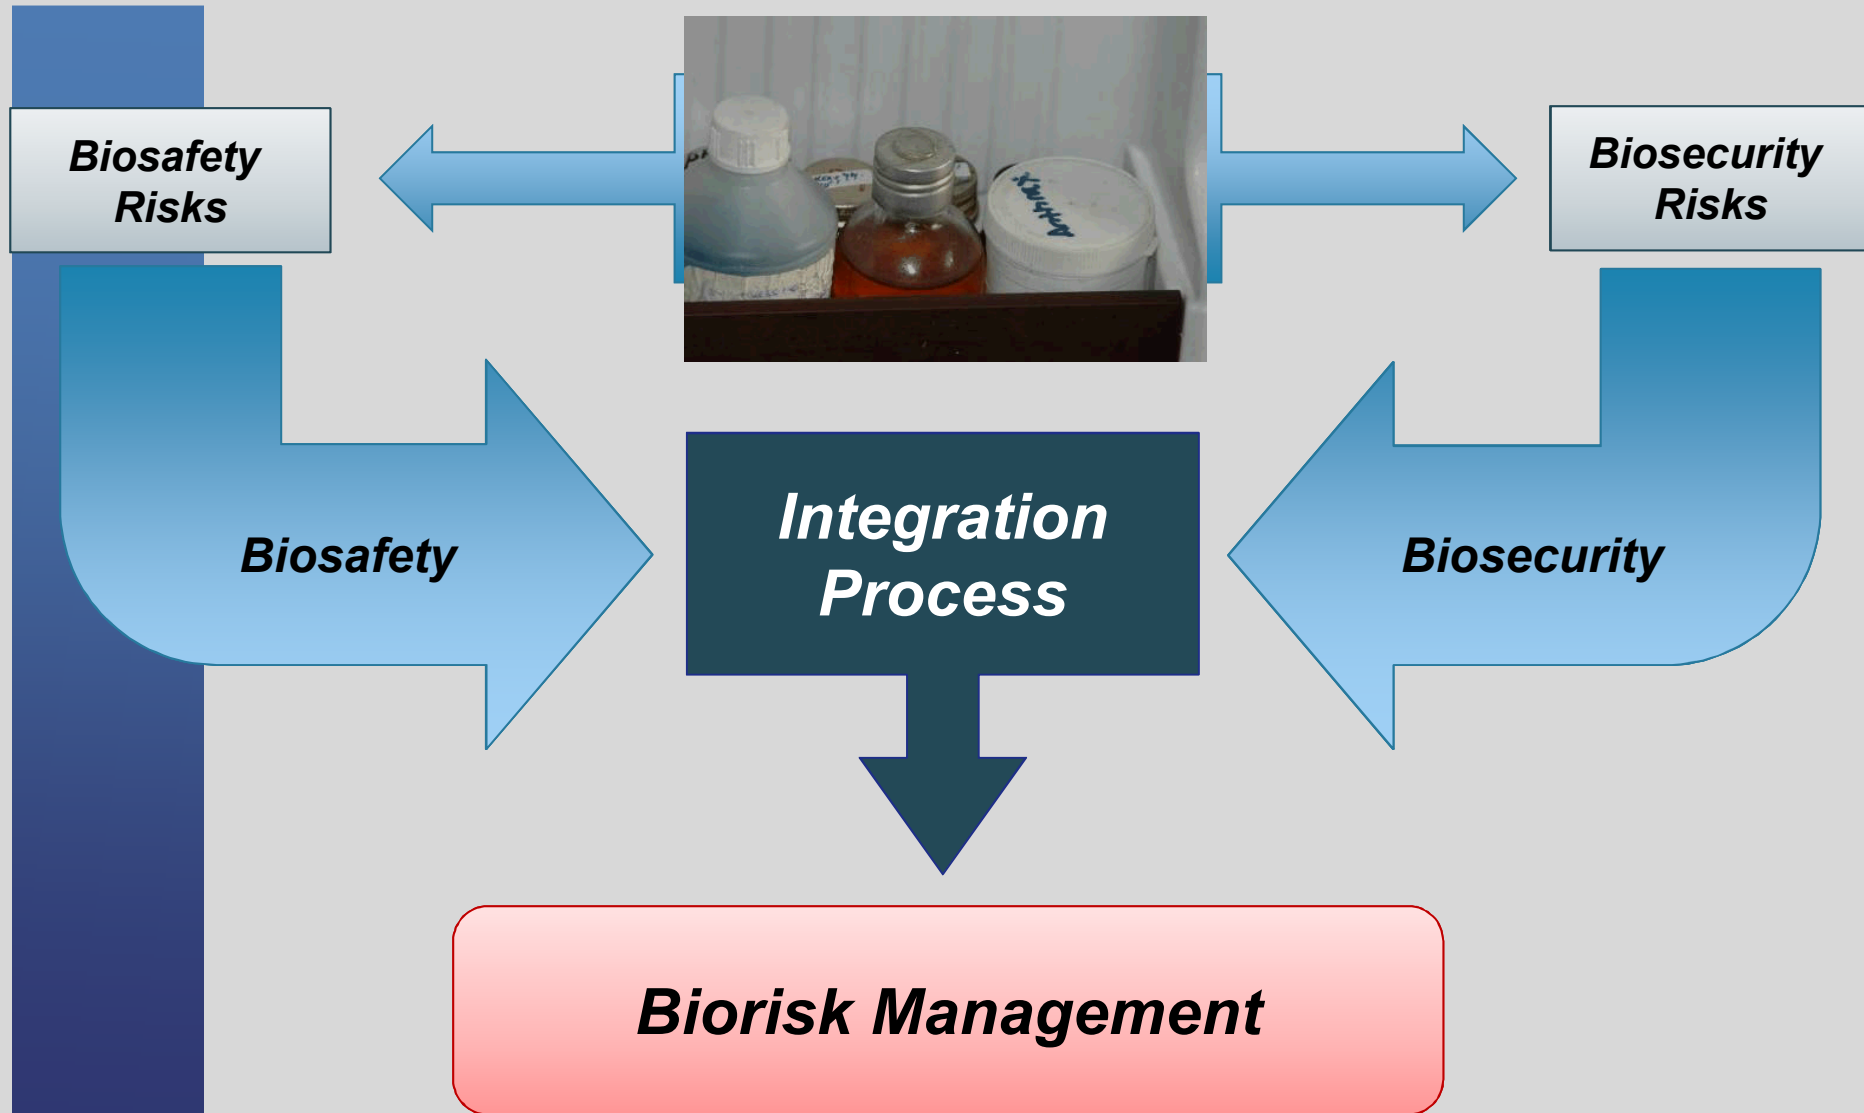 Biosafety
Risks
Biosecurity
Risks
Biosafety
Integration
Process
Biosecurity
Biorisk Management